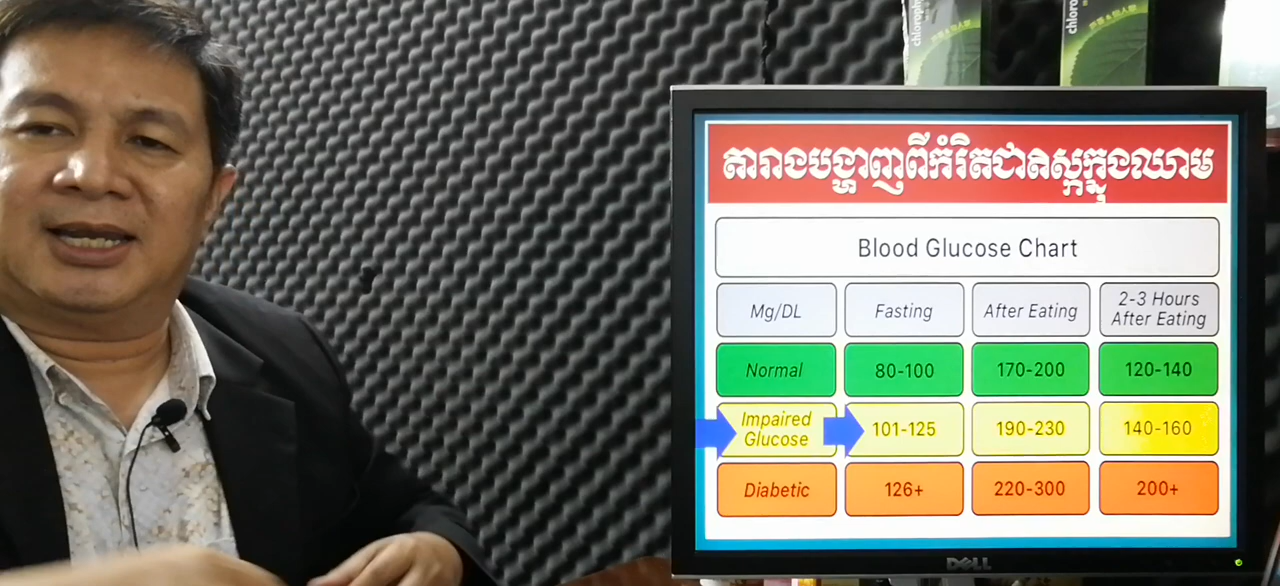 chlorophy
chloro
តារាងបង្ហាញពីកំរិតជាតិស្ករក្នុងឈាម
Blood Glucose Chart
Mg/DL
Fasting
After Eating
2-3 Hours
After Eating
Normal
80-100
170-200
120-140
Impaired
Glucose
101-125
190-230
140-160
Diabetic
126+
220-300
200+
DELL